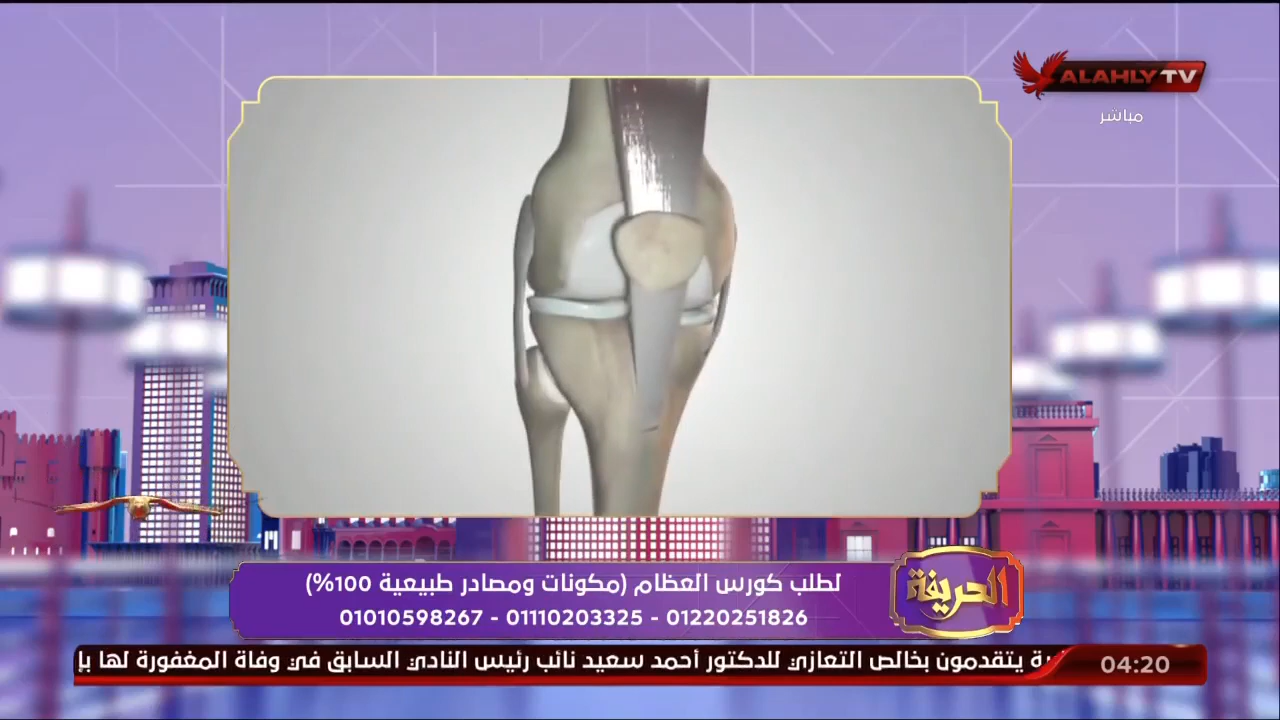 ALAHLY TV
مباشر
لطلب كورس العظام (مكونات ومصادر طبيعية 100%)
01010598267 - 01110203325 - 01220251826
الحريفة
يتقدمون بخالص التعازي للدكتور أحمد سعيد نائب رئيس النادي السابق في وفاة المغفورة لها
04:20